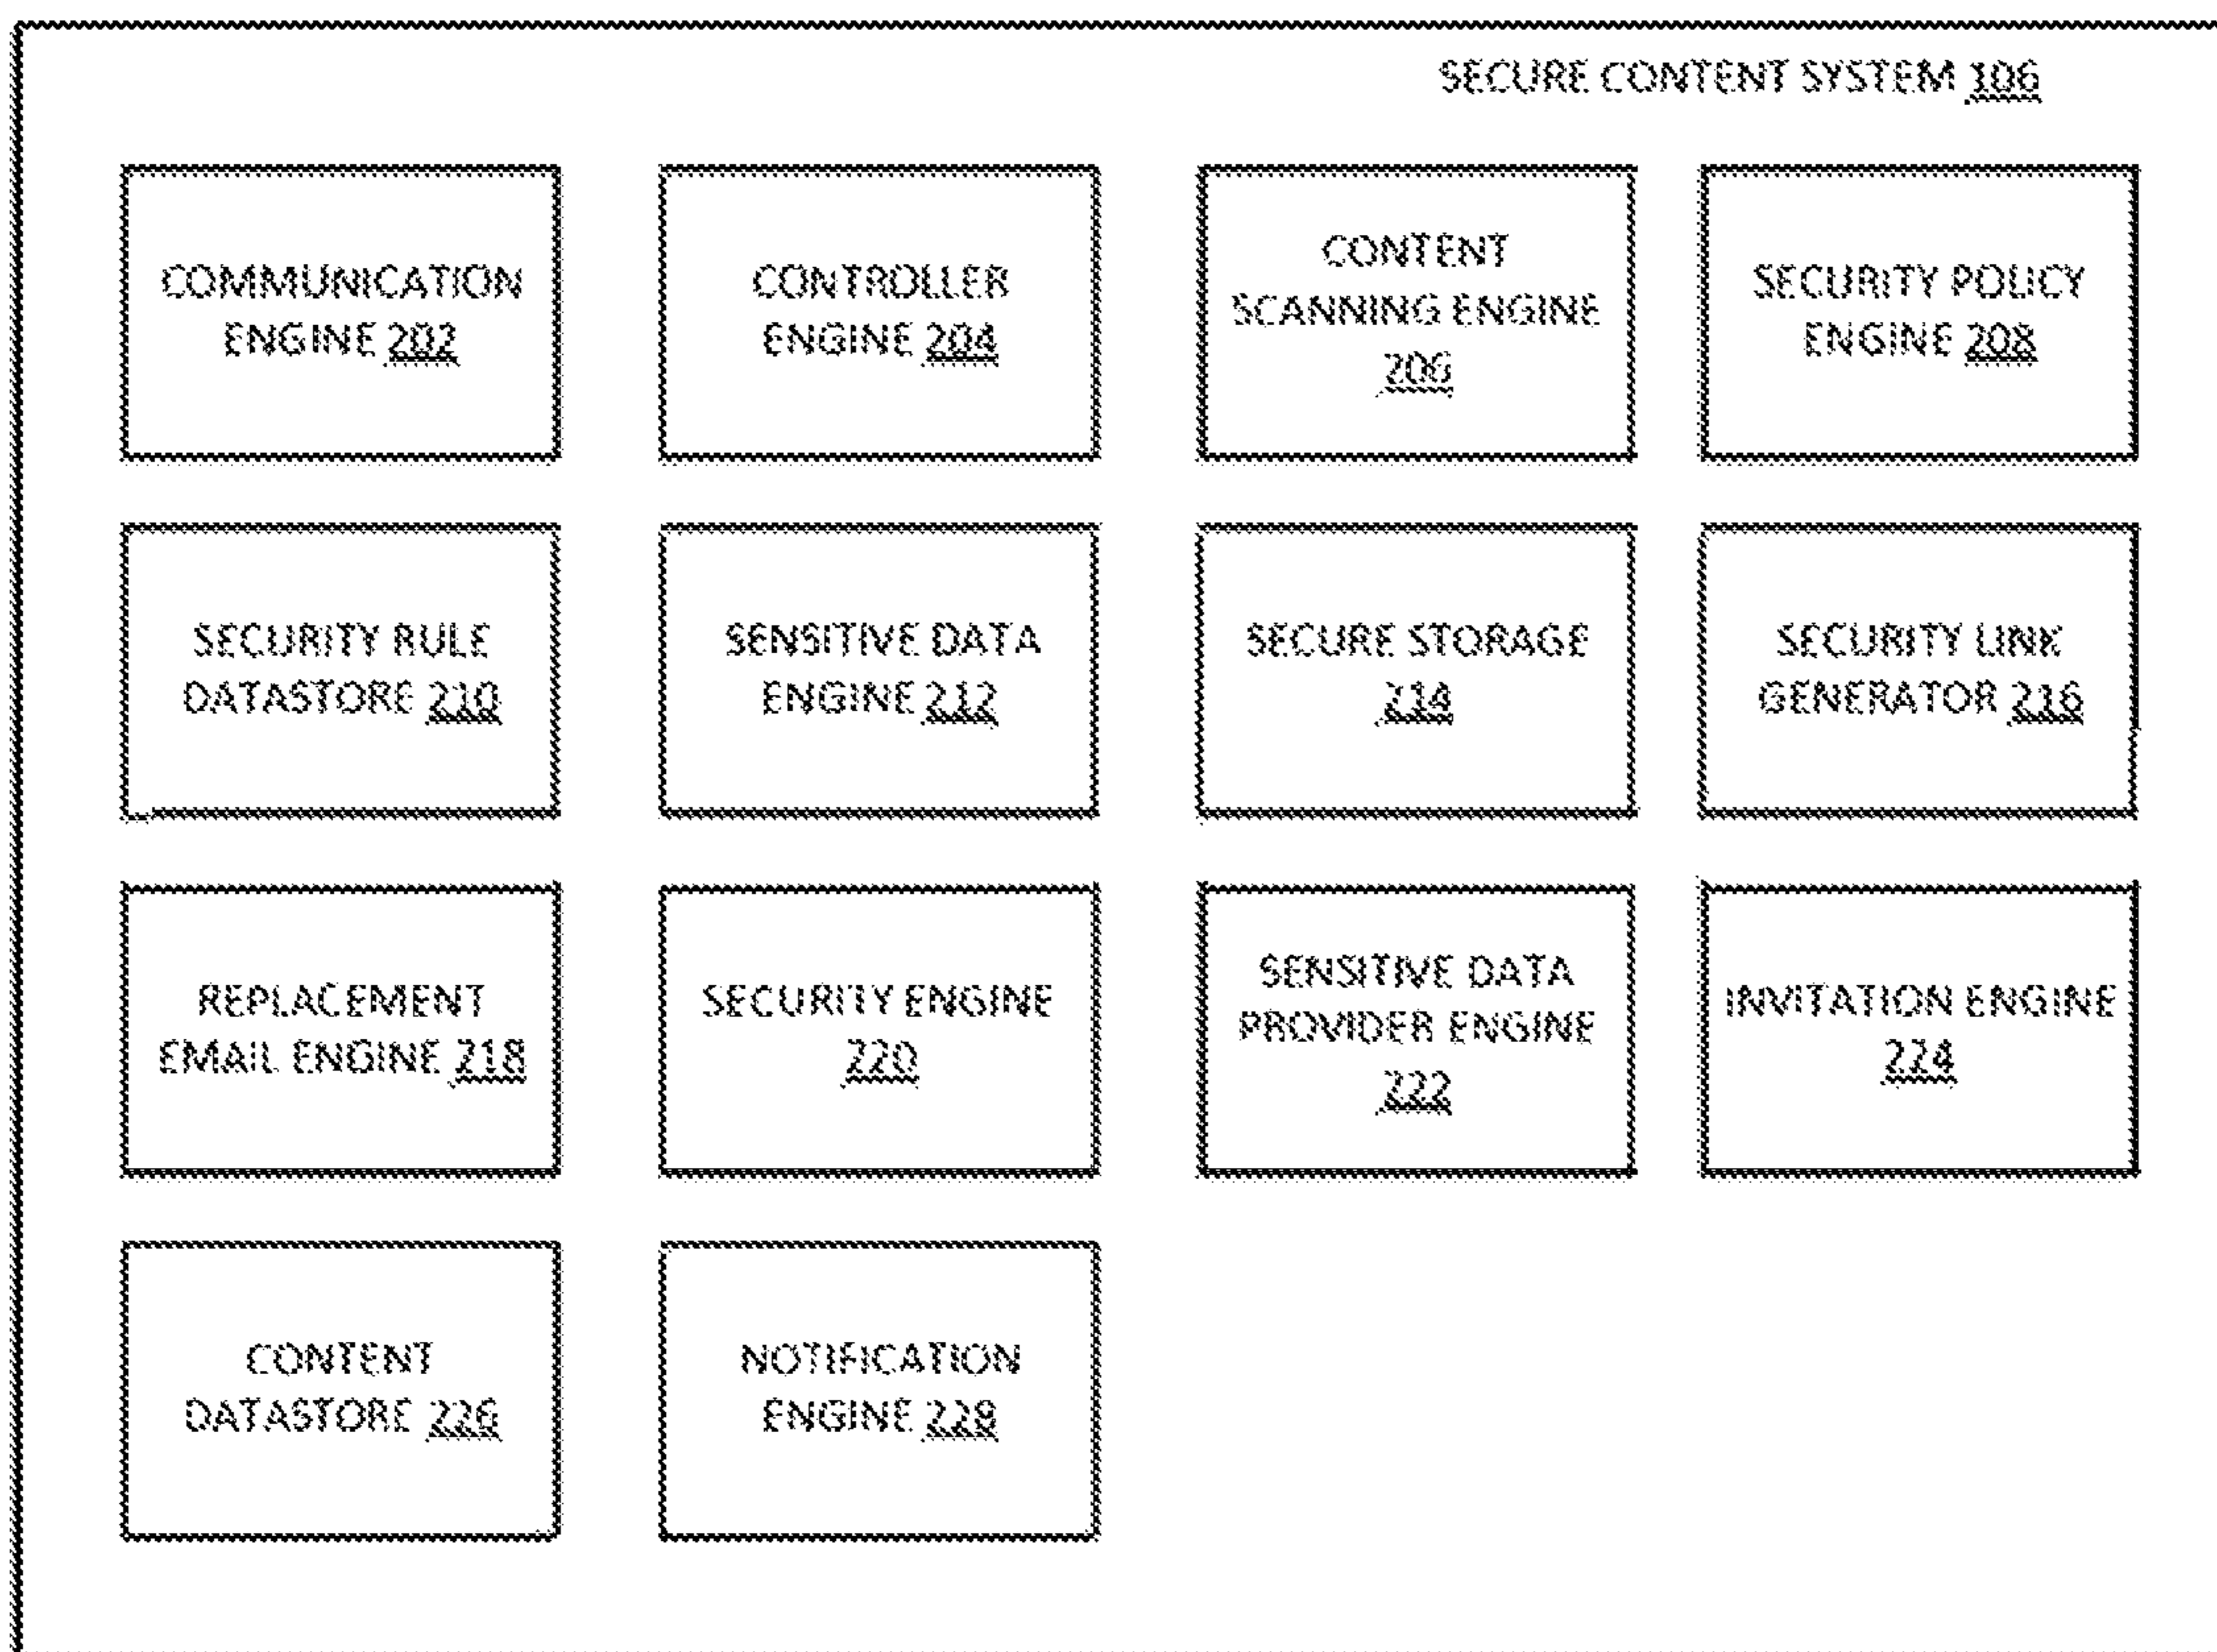 SECURE CONTENT SYSTEM 106
COMMUNICATION
ENGINE 202
CONTROLLER
ENGINE 204
CONTENT
SCANNING ENGINE
206
SECURITY POLICY
ENGINE 208
SECURITY RULE
DATASTORE 210
SENSITIVE DATA
ENGINE 212
SECURE STORAGE
214
SECURITY LINK
GENERATOR 216
REPLACEMENT
EMAIL ENGINE 218
SECURITY ENGINE
220
SENSITIVE DATA
PROVIDER ENGINE
222
INVITATION ENGINE
224
CONTENT
DATASTORE 226
NOTIFICATION
ENGINE 228